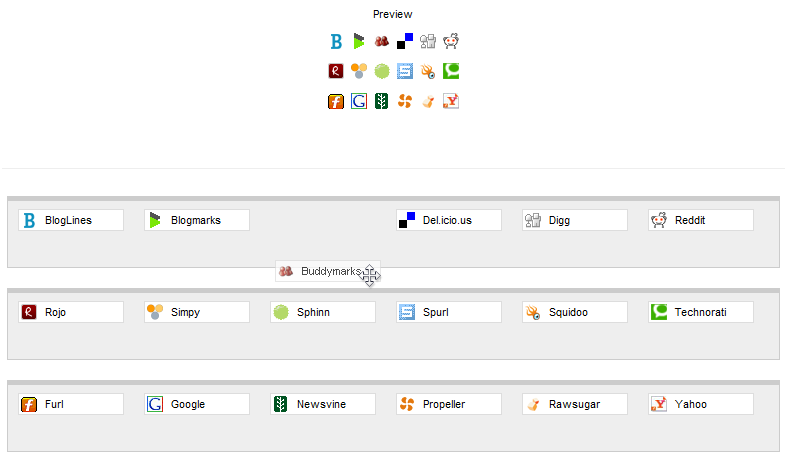 Preview
BlogLines
Blogmarks
Del.icio.us
Digg
Reddit
Buddymarks
Rojo
Simpy
Sphinn
Spurl
Squidoo
Technorati
Furl
Google
Newsvine
Propeller
Rawsugar
Yahoo